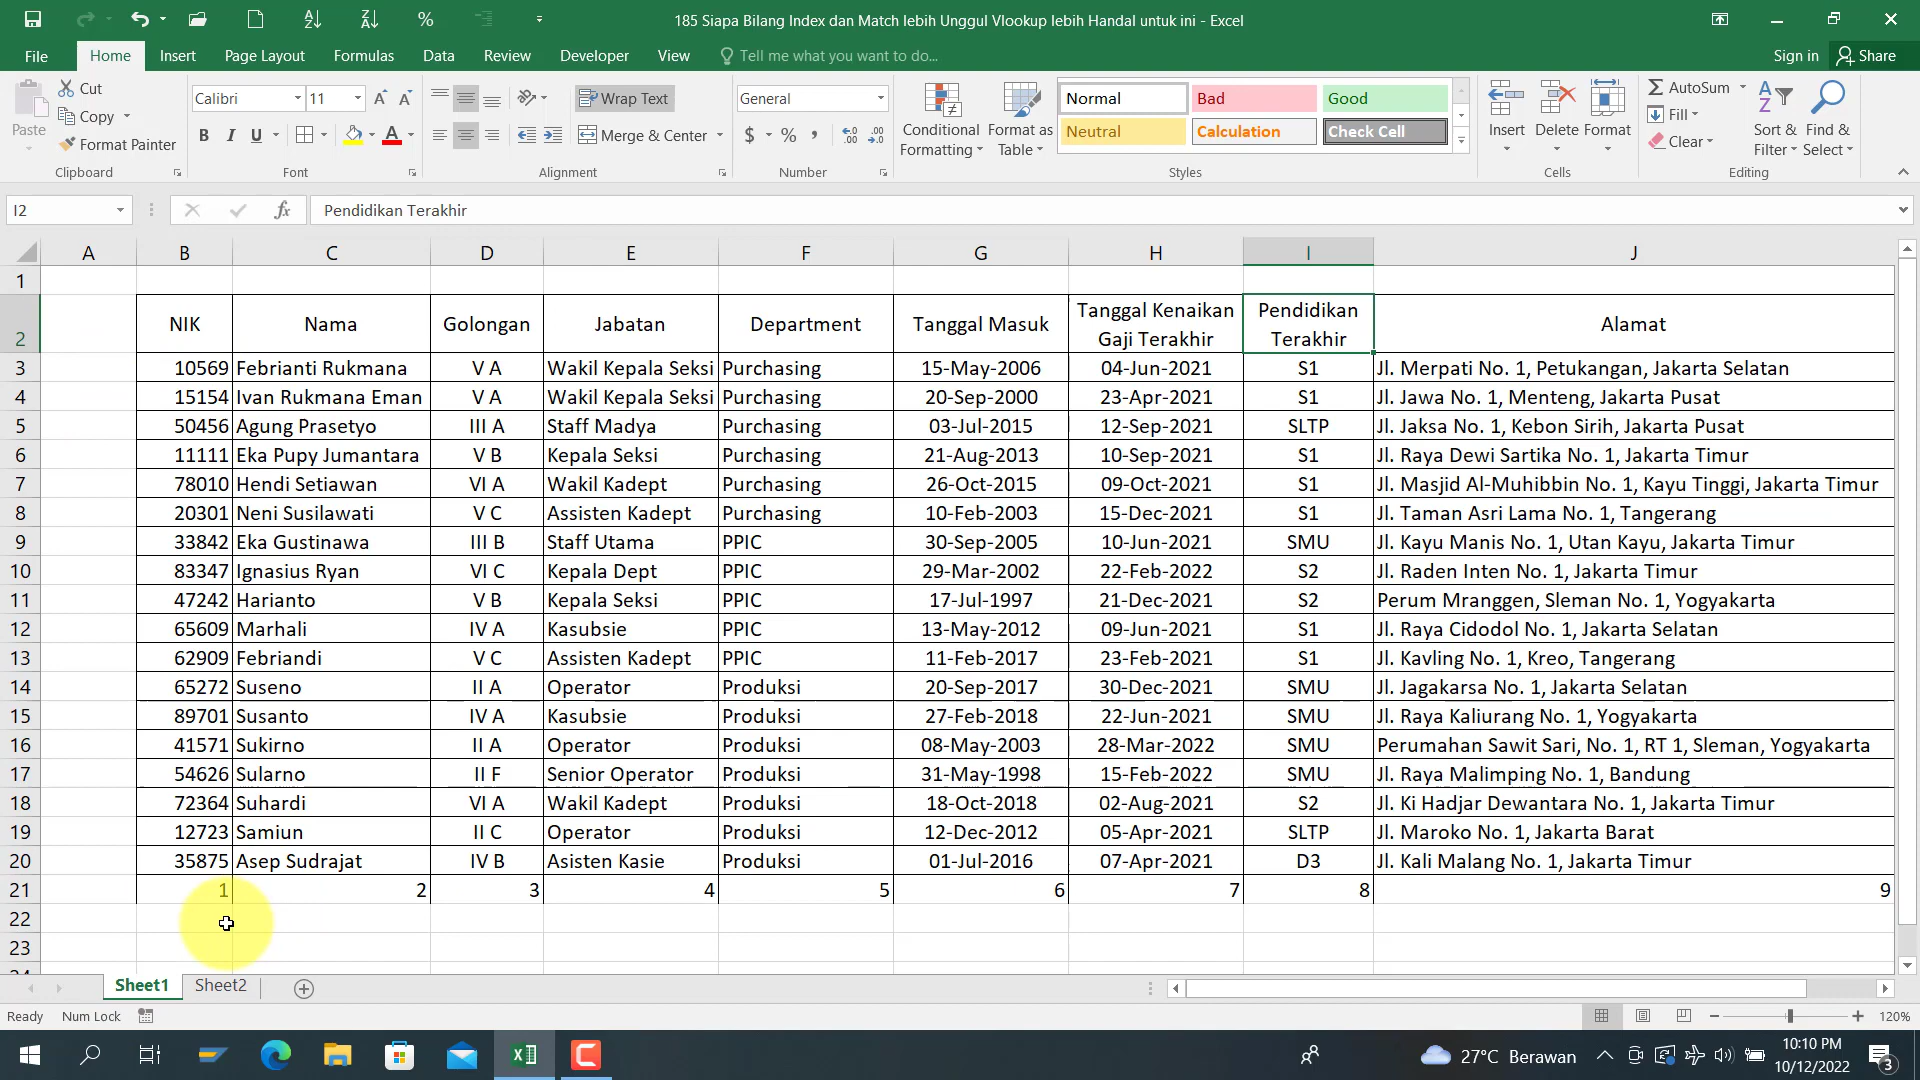 185 Siapa Bilang Index dan Match lebih Unggul Vlookup lebih Handal untuk ini - Excel
File Home Insert Page Layout Formulas Data Review Developer View Tell me what you want to do... Sign in Share
Paste Cut Copy Format Painter Clipboard
Calibri 11 B I U A Font
Wrap Text Merge & Center Alignment
General $ % , Number
Conditional Formatting Format as Table
Normal Bad Good
Neutral Calculation Check Cell
Styles
Insert Delete Format Cells
AutoSum Fill Clear Sort & Filter Find & Select Editing
I2 fx Pendidikan Terakhir
A B C D E F G H I J
1
2 NIK Nama Golongan Jabatan Department Tanggal Masuk Tanggal Kenaikan Gaji Terakhir Pendidikan Terakhir Alamat
3 10569 Febrianti Rukmana V A Wakil Kepala Seksi Purchasing 15-May-2006 04-Jun-2021 S1 Jl. Merpati No. 1, Petukangan, Jakarta Selatan
4 15154 Ivan Rukmana Eman V A Wakil Kepala Seksi Purchasing 20-Sep-2000 23-Apr-2021 S1 Jl. Jawa No. 1, Menteng, Jakarta Pusat
5 50456 Agung Prasetyo III A Staff Madya Purchasing 03-Jul-2015 12-Sep-2021 SLTP Jl. Jaksa No. 1, Kebon Sirih, Jakarta Pusat
6 11111 Eka Pupy Jumantara V B Kepala Seksi Purchasing 21-Aug-2013 10-Sep-2021 S1 Jl. Raya Dewi Sartika No. 1, Jakarta Timur
7 78010 Hendi Setiawan VI A Wakil Kadept Purchasing 26-Oct-2015 09-Oct-2021 S1 Jl. Masjid Al-Muhibbin No. 1, Kayu Tinggi, Jakarta Timur
8 20301 Neni Susilawati V C Assisten Kadept Purchasing 10-Feb-2003 15-Dec-2021 S1 Jl. Taman Asri Lama No. 1, Tangerang
9 33842 Eka Gustinawa III B Staff Utama PPIC 30-Sep-2005 10-Jun-2021 SMU Jl. Kayu Manis No. 1, Utan Kayu, Jakarta Timur
10 83347 Ignasius Ryan VI C Kepala Dept PPIC 29-Mar-2002 22-Feb-2022 S2 Jl. Raden Inten No. 1, Jakarta Timur
11 47242 Harianto V B Kepala Seksi PPIC 17-Jul-1997 21-Dec-2021 S2 Perum Mranggen, Sleman No. 1, Yogyakarta
12 65609 Marhali IV A Kasubsie PPIC 13-May-2012 09-Jun-2021 S1 Jl. Raya Cidodol No. 1, Jakarta Selatan
13 62909 Febriandi V C Assisten Kadept PPIC 11-Feb-2017 23-Feb-2021 S1 Jl. Kavling No. 1, Kreo, Tangerang
14 65272 Suseno II A Operator Produksi 20-Sep-2017 30-Dec-2021 SMU Jl. Jagakarsa No. 1, Jakarta Selatan
15 89701 Susanto IV A Kasubsie Produksi 27-Feb-2018 22-Jun-2021 SMU Jl. Raya Kaliurang No. 1, Yogyakarta
16 41571 Sukirno II A Operator Produksi 08-May-2003 28-Mar-2022 SMU Perumahan Sawit Sari, No. 1, RT 1, Sleman, Yogyakarta
17 54626 Sularno II F Senior Operator Produksi 31-May-1998 15-Feb-2022 SMU Jl. Raya Malimping No. 1, Bandung
18 72364 Suhardi VI A Wakil Kadept Produksi 18-Oct-2018 02-Aug-2021 S2 Jl. Ki Hadjar Dewantara No. 1, Jakarta Timur
19 12723 Samiun II C Operator Produksi 12-Dec-2012 05-Apr-2021 SLTP Jl. Maroko No. 1, Jakarta Barat
20 35875 Asep Sudrajat IV B Asisten Kasie Produksi 01-Jul-2016 07-Apr-2021 D3 Jl. Kali Malang No. 1, Jakarta Timur
21 1 2 3 4 5 6 7 8 9
22
23
Sheet1 Sheet2
Ready Num Lock 120%
27°C Berawan 10:10 PM
10/12/2022 3